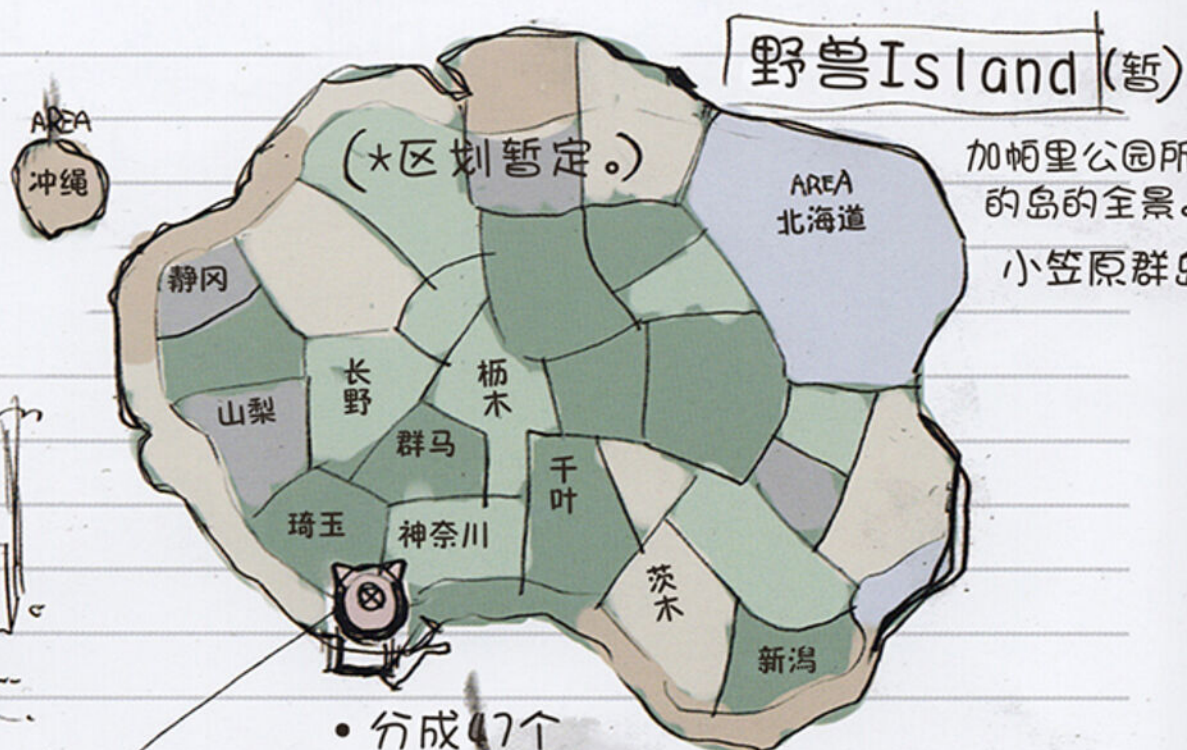 野兽Island(暂)
加帕里公园所
的岛的全景。
小笠原群岛
AREA
冲绳
(*区划暂定。)
AREA
北海道
静冈
长野
枥木
山梨
群马
千叶
琦玉
神奈川
茨木
新潟
• 分成47个